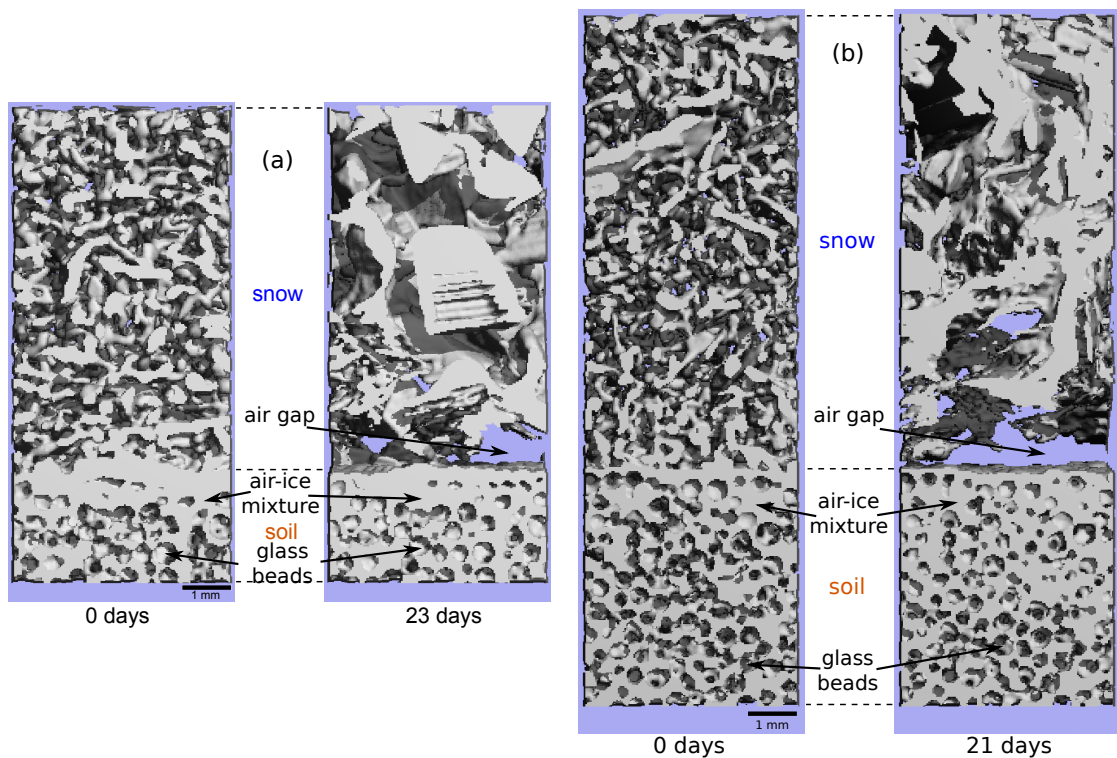 (a)
snow
air gap
air-ice
mixture
soil
glass
beads
1 mm
0 days
23 days
(b)
snow
air gap
air-ice
mixture
soil
glass
beads
1 mm
0 days
21 days